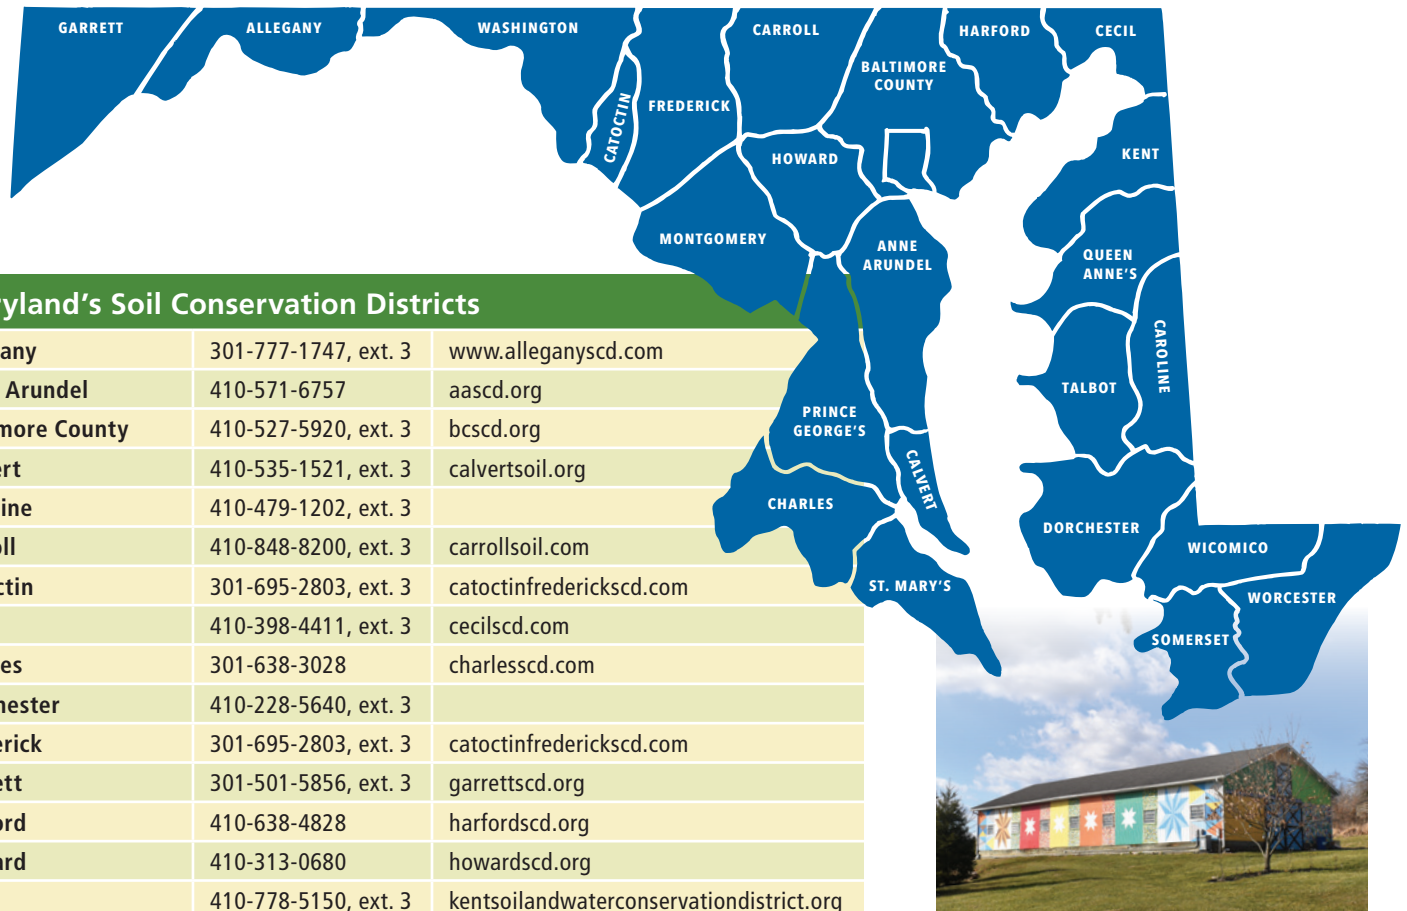 GARRETT
ALLEGANY
WASHINGTON
CARROLL
HARFORD
CECIL
BALTIMORE
COUNTY
CATOCTIN
FREDERICK
HOWARD
KENT
MONTGOMERY
ANNE
ARUNDEL
QUEEN
ANNE'S
CAROLINE
TALBOT
PRINCE
GEORGE'S
CALVERT
CHARLES
DORCHESTER
WICOMICO
ST. MARY'S
WORCESTER
SOMERSET
ryland's Soil Conservation Districts
any 301-777-1747, ext. 3 www.alleganyscd.com
Arundel 410-571-6757 aascd.org
more County 410-527-5920, ext. 3 bcscd.org
ert 410-535-1521, ext. 3 calvertsoil.org
ine 410-479-1202, ext. 3
ll 410-848-8200, ext. 3 carrollsoil.com
ctin 301-695-2803, ext. 3 catoctinfrederickscd.com
410-398-4411, ext. 3 cecilscd.com
es 301-638-3028 charlesscd.com
hester 410-228-5640, ext. 3
erick 301-695-2803, ext. 3 catoctinfrederickscd.com
ett 301-501-5856, ext. 3 garrettscd.org
ord 410-638-4828 harfordscd.org
ard 410-313-0680 howardscd.org
410-778-5150, ext. 3 kentsoilandwaterconservationdistrict.org